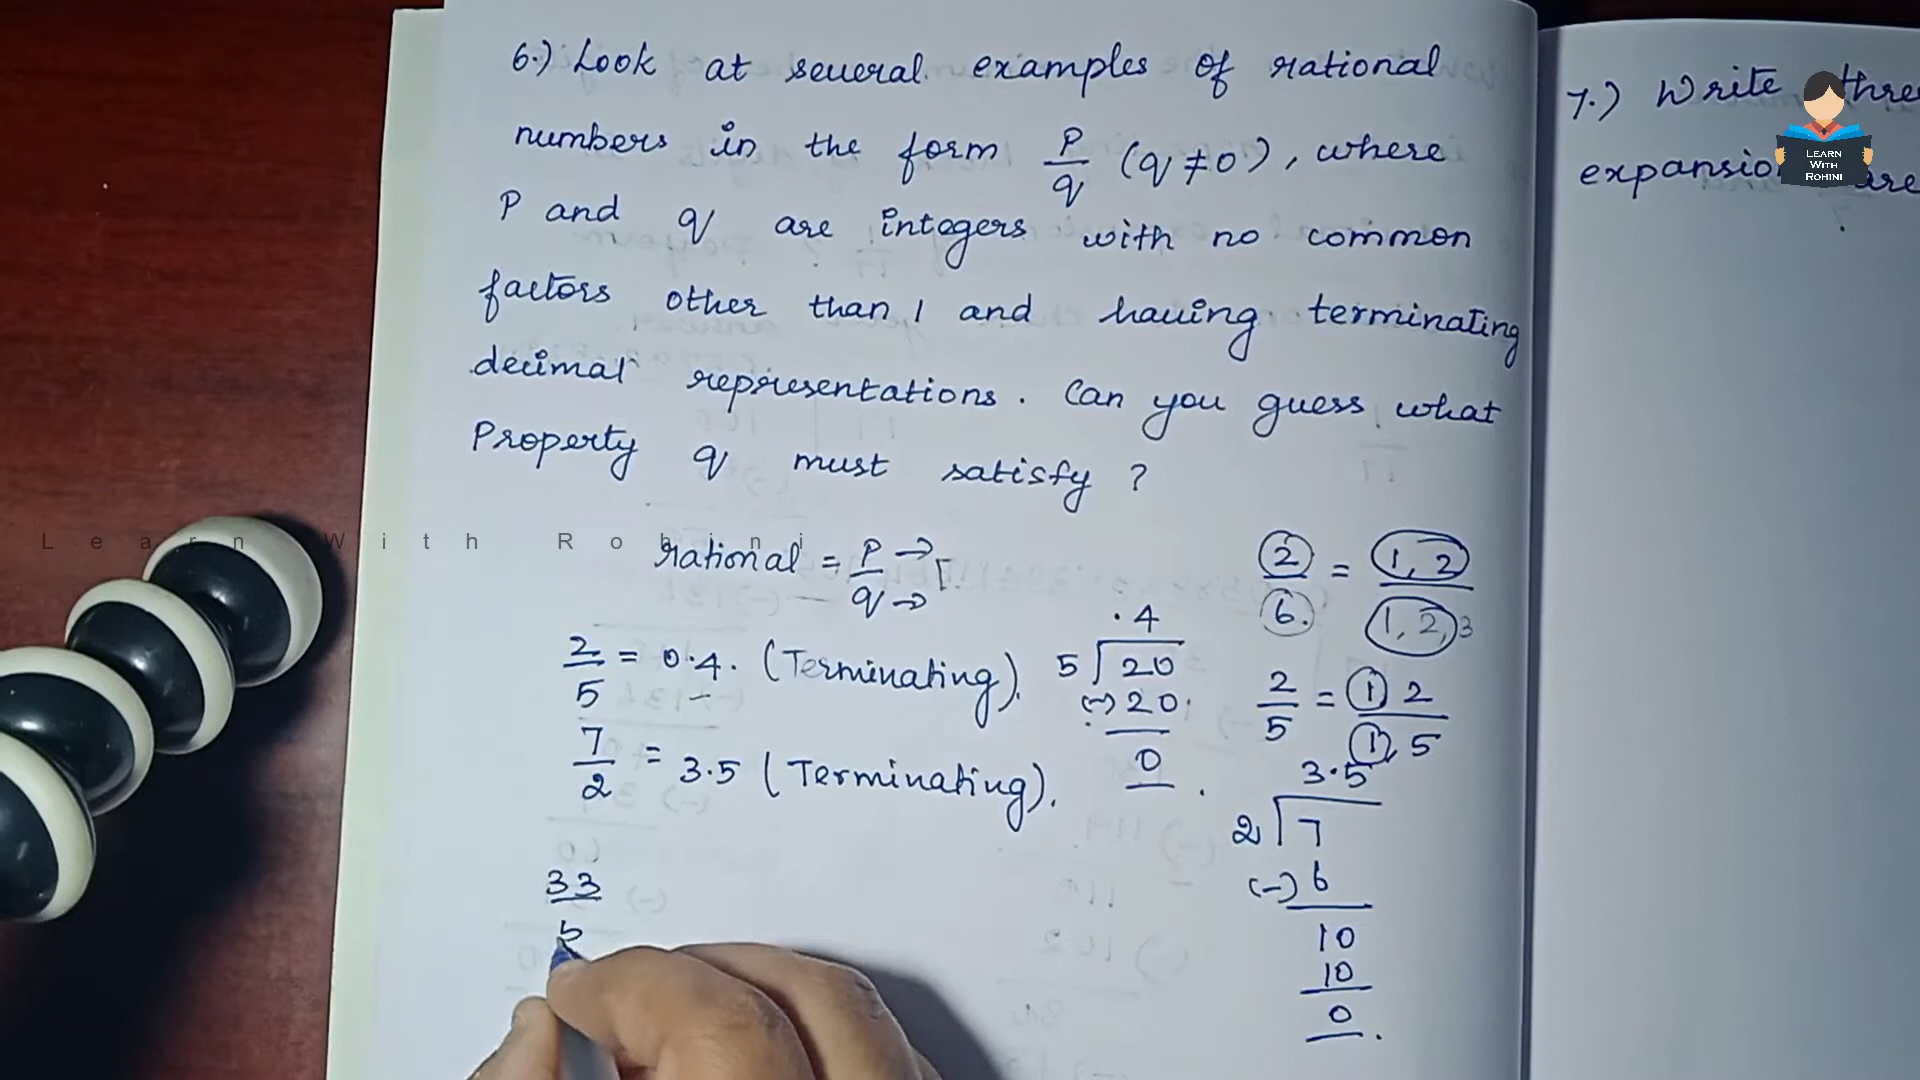 6.) Look at several examples of rational
numbers in the form P/q (q ≠ 0), where
P and q are integers with no common
factors other than 1 and having terminating
decimal representations. Can you guess what
Property q must satisfy ?
rational = P/q → I.
→
2/5 = 0.4. (Terminating).
7/2 = 3.5 (Terminating).
33
5
2/6. = 1, 2 / 1, 2, 3
.4
5 20
(-) 20.
0
2/5 = 1 2 / 1, 5
3.5
2 7
(-) 6
10
10
0
7.) Write thre
expansio are
LEARN
WITH
ROHINI
Learn With Rohini